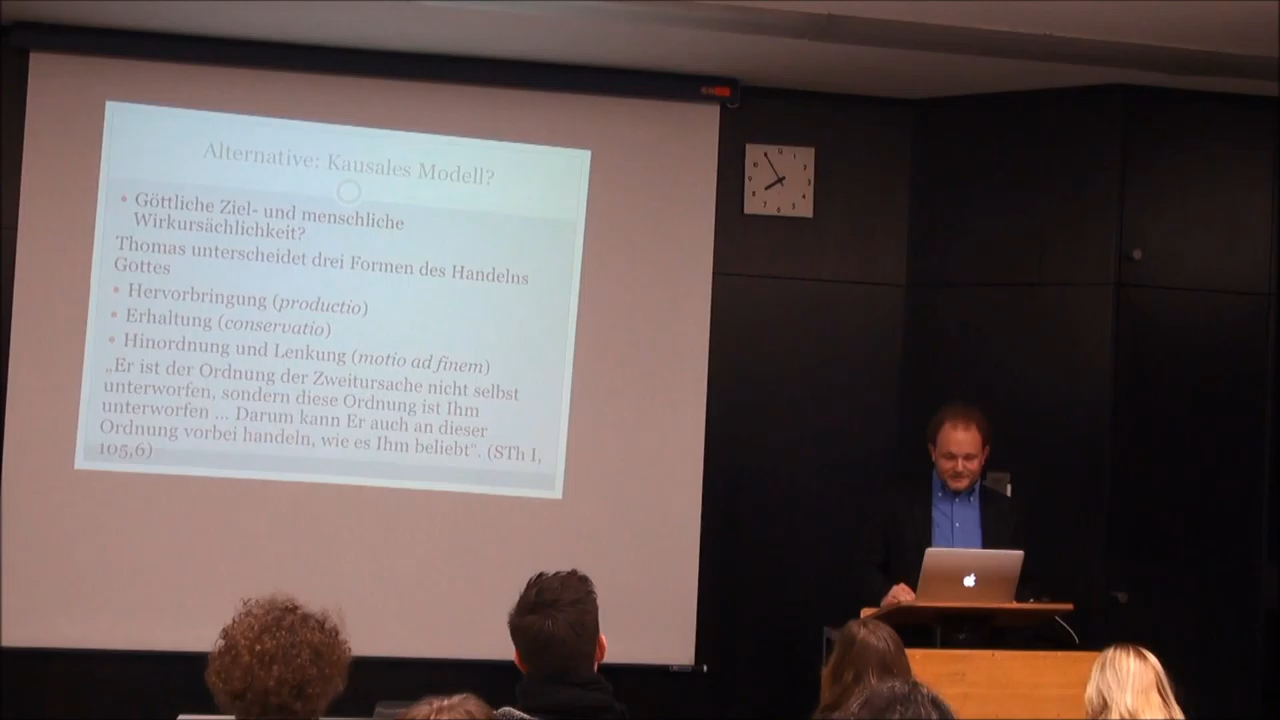 Alternative: Kausales Modell?
• Göttliche Ziel- und menschliche
Wirkursächlichkeit?
Thomas unterscheidet drei Formen des Handelns
Gottes
• Hervorbringung (productio)
• Erhaltung (conservatio)
• Hinordnung und Lenkung (motio ad finem)
„Er ist der Ordnung der Zweitursache nicht selbst
unterworfen, sondern diese Ordnung ist Ihm
unterworfen ... Darum kann Er auch an dieser
Ordnung vorbei handeln, wie es Ihm beliebt“. (STh I,
105,6)